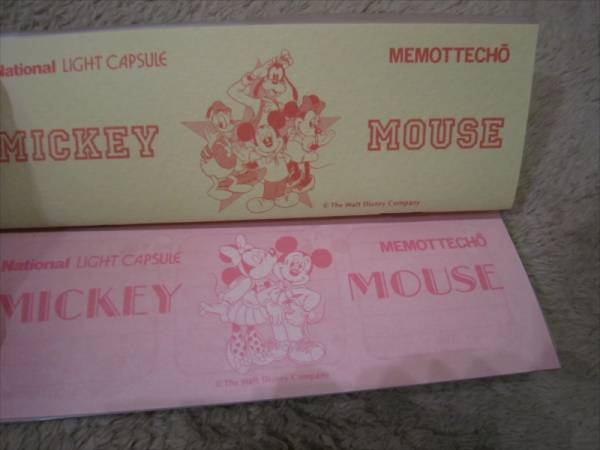 National LIGHT CAPSULE MEMOTTECHŌ
MICKEY MOUSE
© The Walt Disney Company
National LIGHT CAPSULE MEMOTTECHŌ
MICKEY MOUSE
© The Walt Disney Company